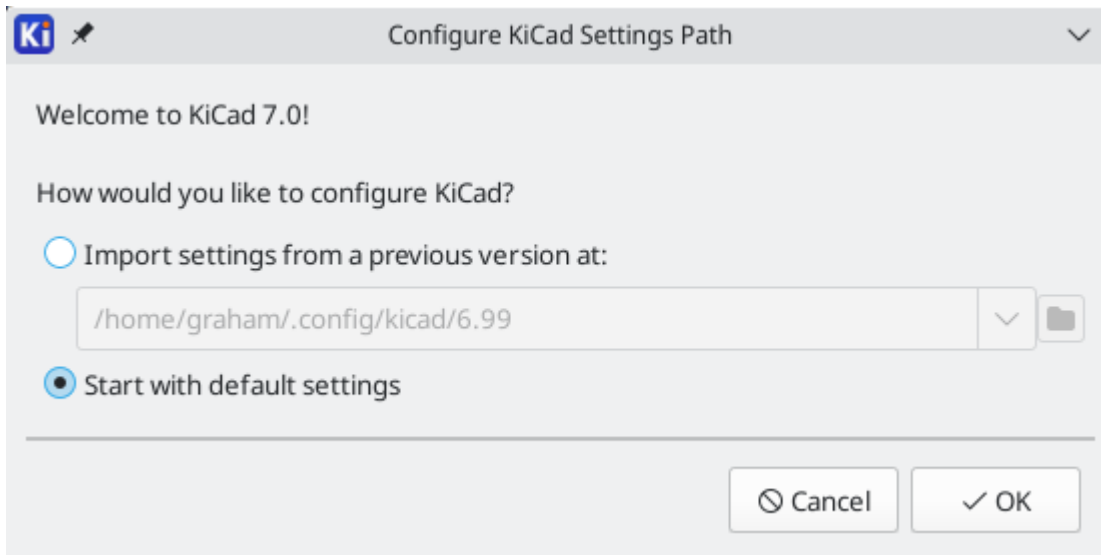 Ki
Configure KiCad Settings Path
Welcome to KiCad 7.0!
How would you like to configure KiCad?
Import settings from a previous version at:
/home/graham/.config/kicad/6.99
Start with default settings
Cancel
OK